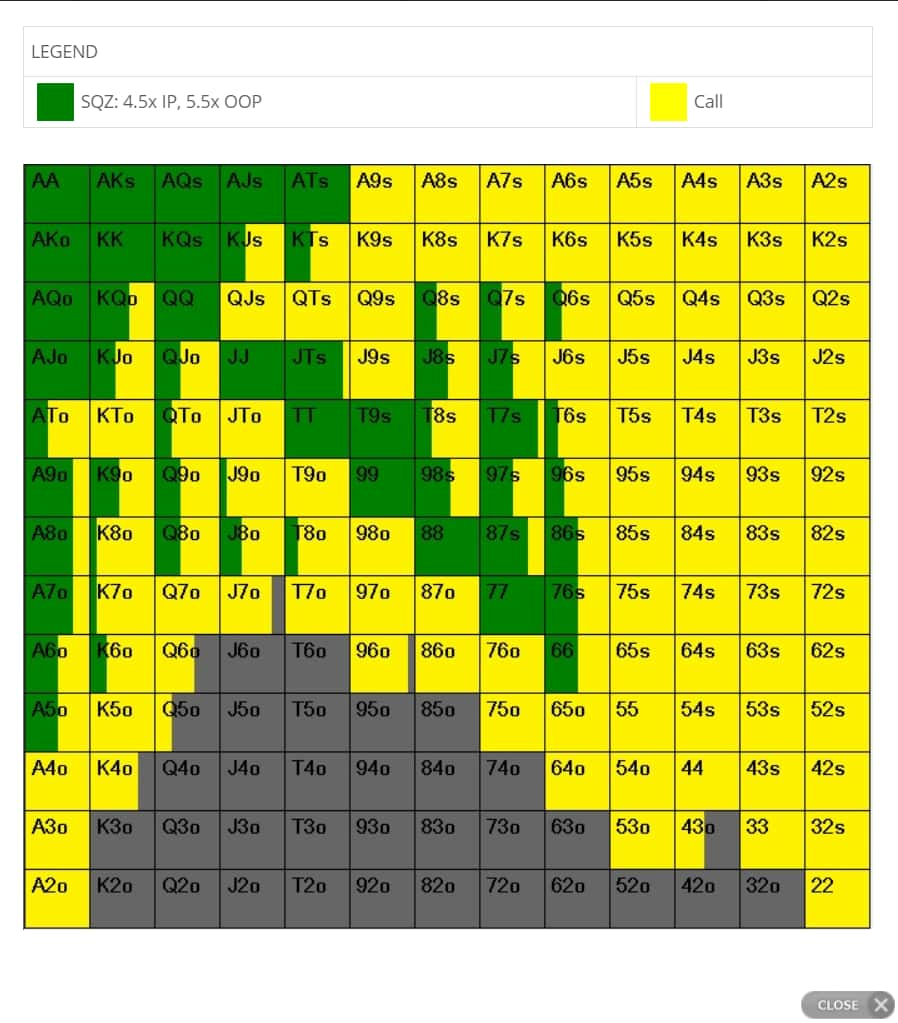 LEGEND
SQZ: 4.5x IP, 5.5x OOP Call
AA AKs AQs AJs ATs A9s A8s A7s A6s A5s A4s A3s A2s
AKo KK KQs KJs KTs K9s K8s K7s K6s K5s K4s K3s K2s
AQo KQo QQ QJs QTs Q9s Q8s Q7s Q6s Q5s Q4s Q3s Q2s
AJo KJo QJo JJ JTs J9s J8s J7s J6s J5s J4s J3s J2s
ATo KTo QTo JTo TT T9s T8s T7s T6s T5s T4s T3s T2s
A9o K9o Q9o J9o T9o 99 98s 97s 96s 95s 94s 93s 92s
A8o K8o Q8o J8o T8o 98o 88 87s 86s 85s 84s 83s 82s
A7o K7o Q7o J7o T7o 97o 87o 77 76s 75s 74s 73s 72s
A6o K6o Q6o J6o T6o 96o 86o 76o 66 65s 64s 63s 62s
A5o K5o Q5o J5o T5o 95o 85o 75o 65o 55 54s 53s 52s
A4o K4o Q4o J4o T4o 94o 84o 74o 64o 54o 44 43s 42s
A3o K3o Q3o J3o T3o 93o 83o 73o 63o 53o 43o 33 32s
A2o K2o Q2o J2o T2o 92o 82o 72o 62o 52o 42o 32o 22
CLOSE